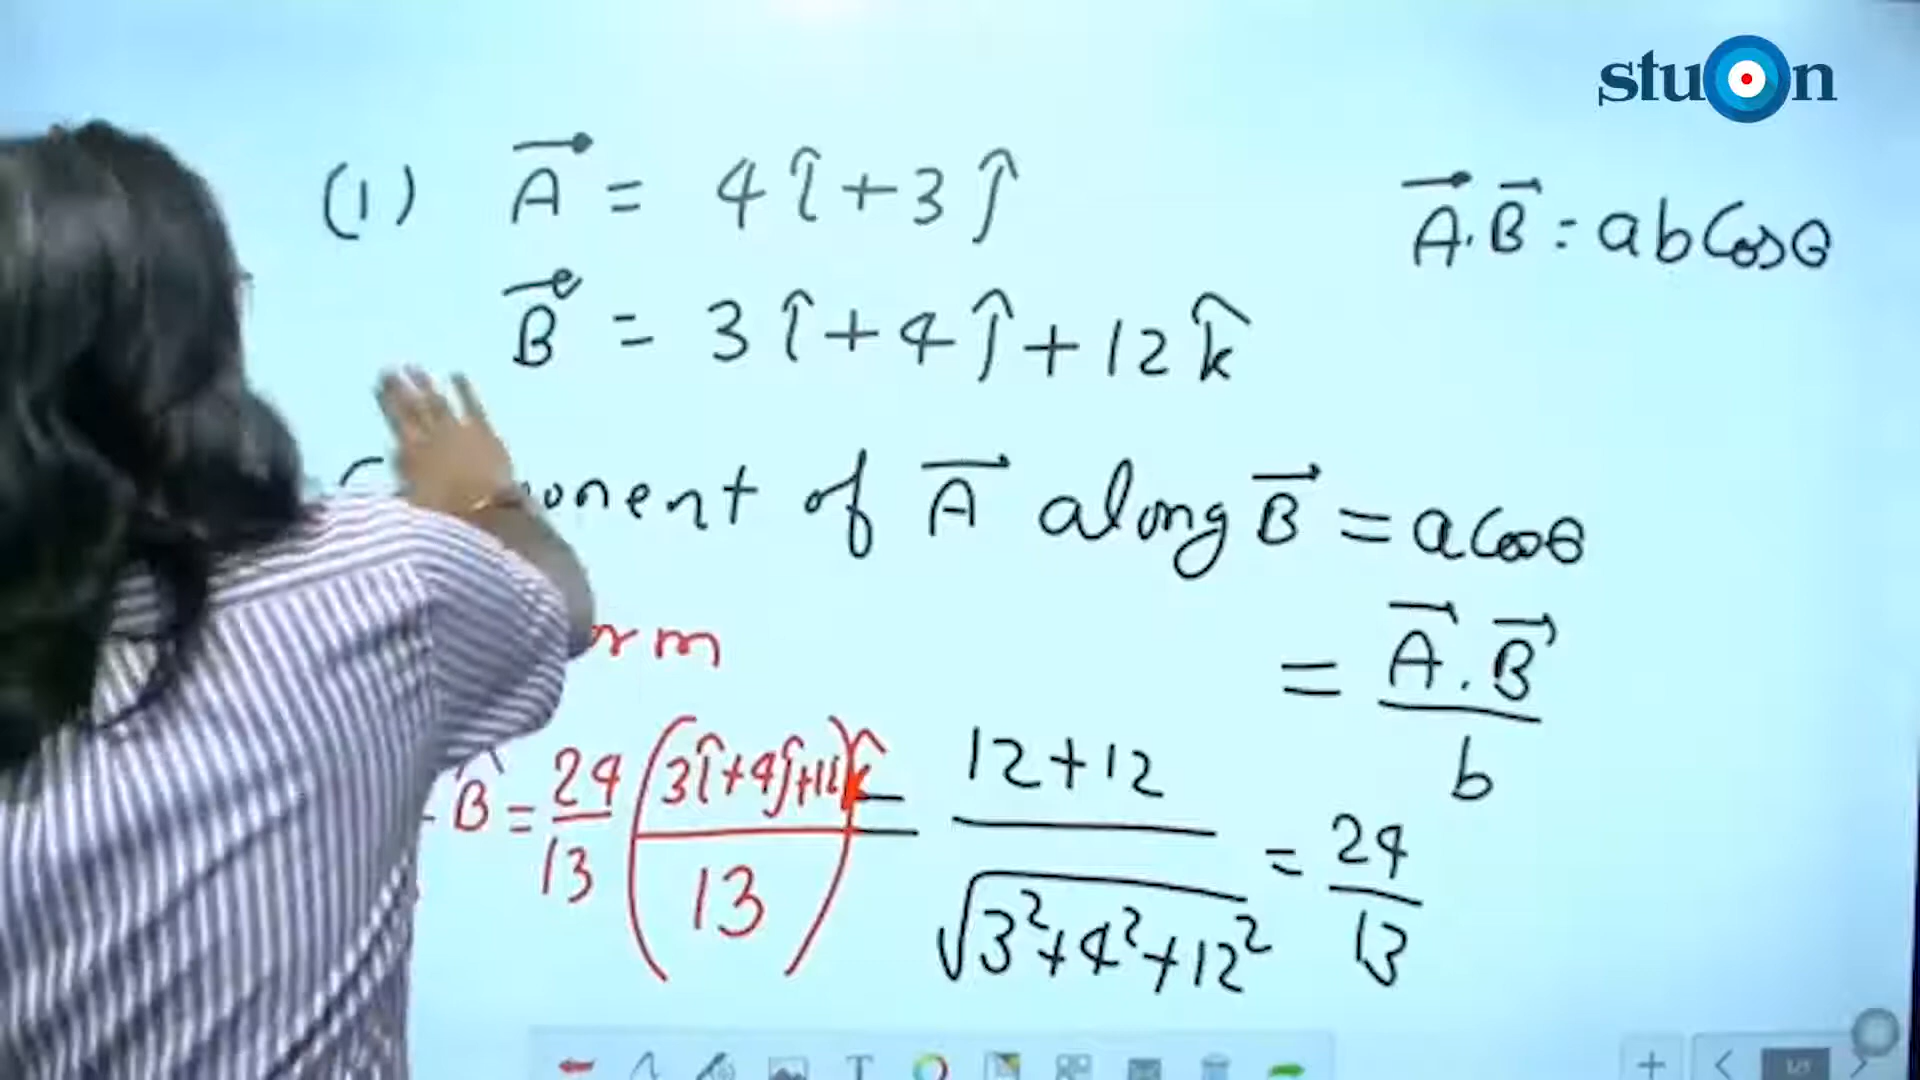 stuOn
(1) A⃗ = 4î+3ĵ
A⃗.B⃗ = abCosθ
B⃗ = 3î+4ĵ+12k̂
onent of A⃗ along B⃗ = acosθ
= A⃗.B⃗ / b
orm
B̂ = 24/13 (3î+4ĵ+12k̂ / 13)
= 12+12 / √3²+4²+12² = 24/13